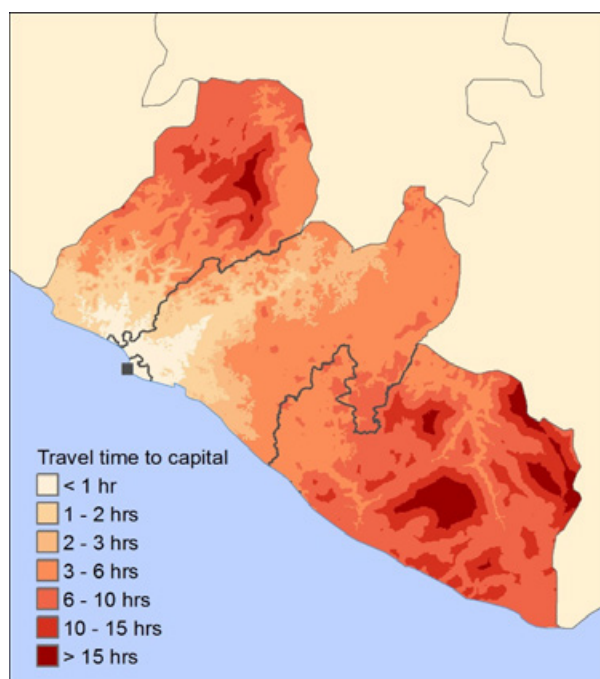 Travel time to capital
< 1 hr
1 - 2 hrs
2 - 3 hrs
3 - 6 hrs
6 - 10 hrs
10 - 15 hrs
> 15 hrs